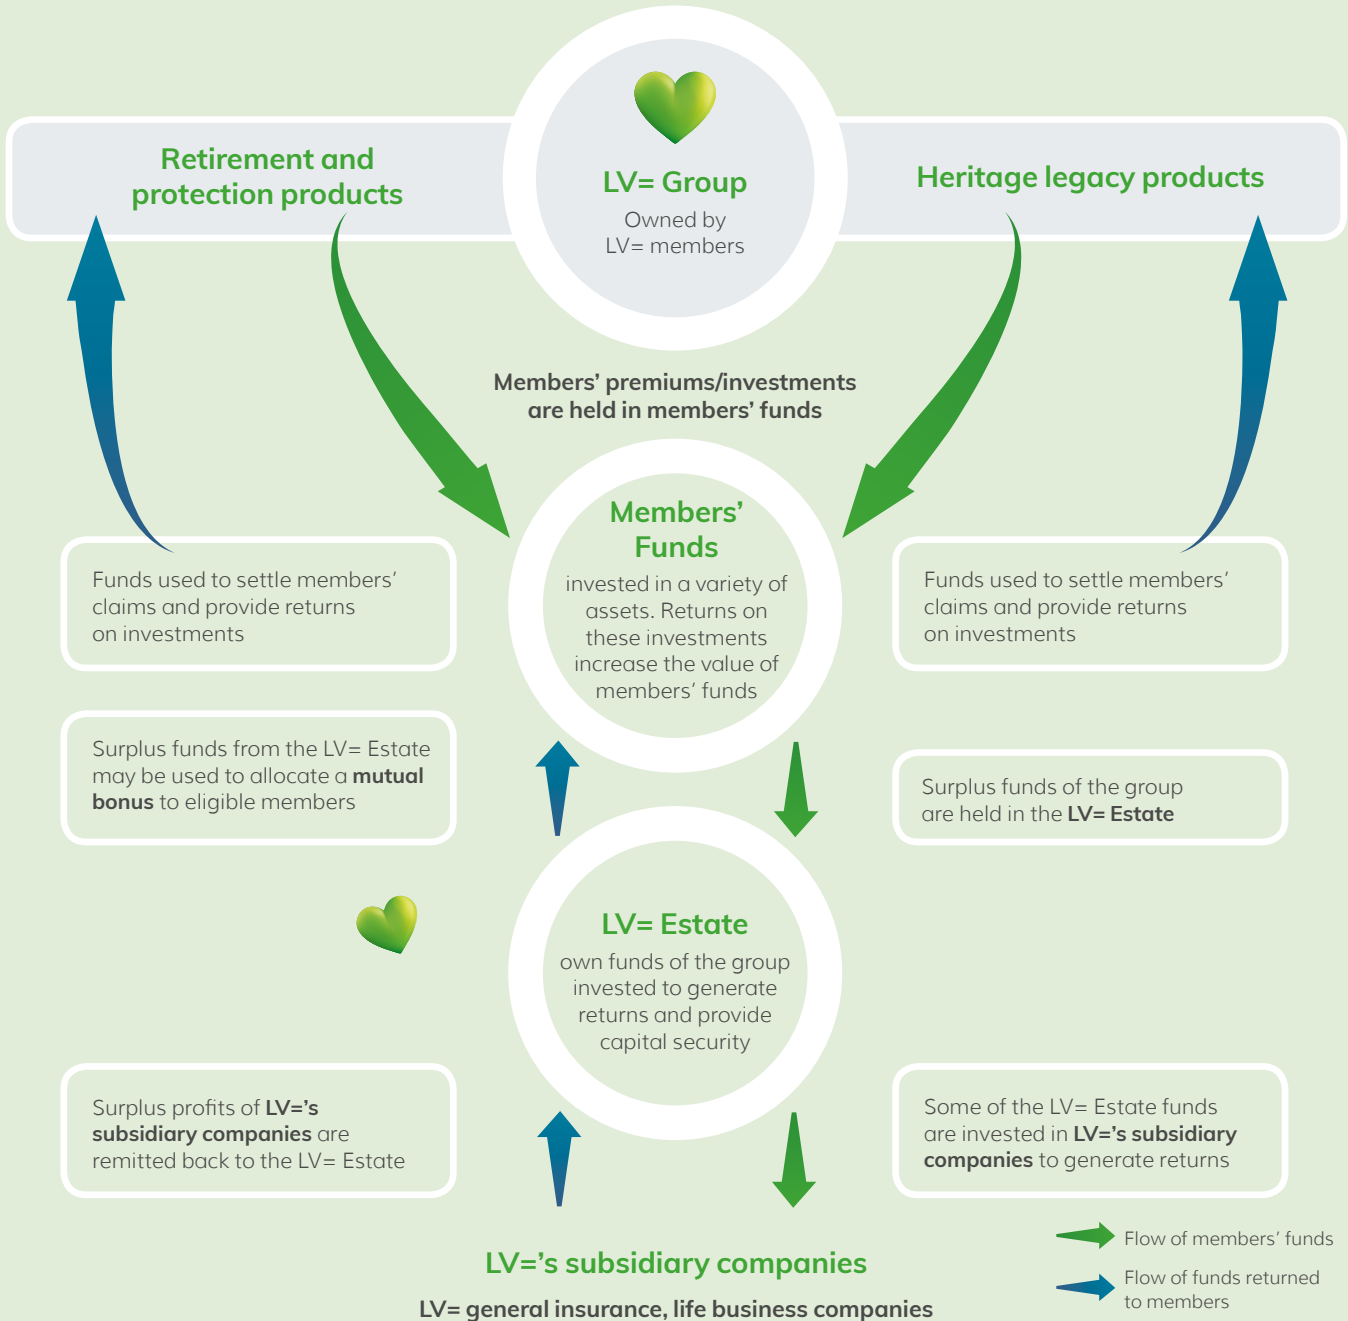 Retirement and
protection products
LV= Group
Owned by
LV= members
Heritage legacy products
Members’ premiums/investments
are held in members’ funds
Members’
Funds
invested in a variety of
assets. Returns on
these investments
increase the value of
members’ funds
Funds used to settle members’
claims and provide returns
on investments
Funds used to settle members’
claims and provide returns
on investments
Surplus funds from the LV= Estate
may be used to allocate a mutual
bonus to eligible members
Surplus funds of the group
are held in the LV= Estate
LV= Estate
own funds of the group
invested to generate
returns and provide
capital security
Surplus profits of LV=’s
subsidiary companies are
remitted back to the LV= Estate
Some of the LV= Estate funds
are invested in LV=’s subsidiary
companies to generate returns
LV=’s subsidiary companies
LV= general insurance, life business companies
Flow of members’ funds
Flow of funds returned
to members